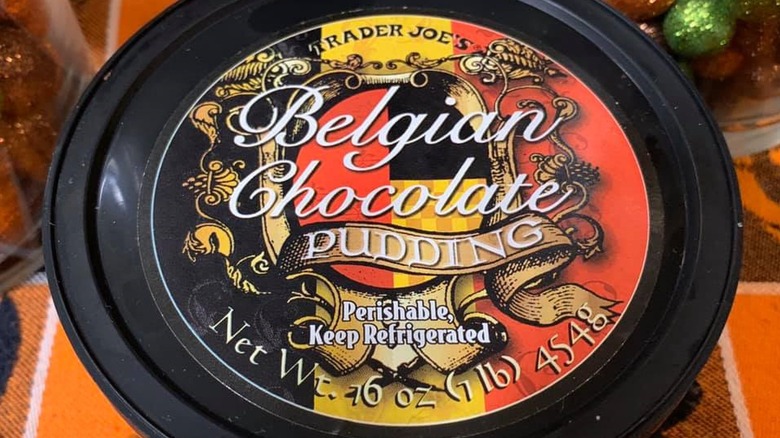 TRADER JOE'S
Belgian
Chocolate
PUDDING
Perishable,
Keep Refrigerated
Net Wt. 16 oz (1 lb) 454g